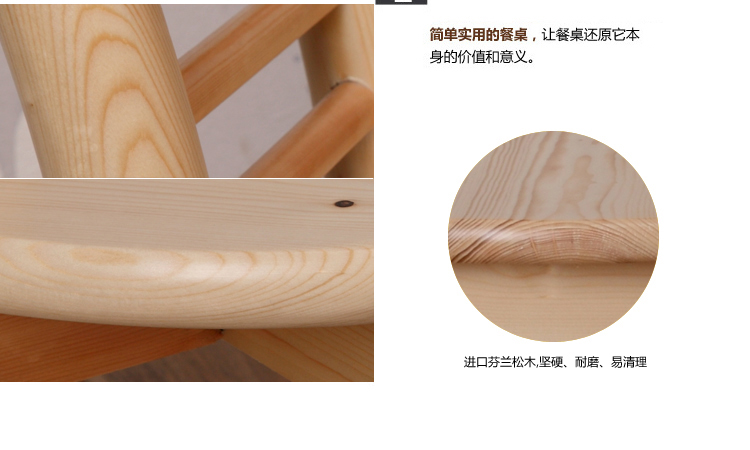 简单实用的餐桌，让餐桌还原它本
身的价值和意义。
进口芬兰松木,坚硬、耐磨、易清理